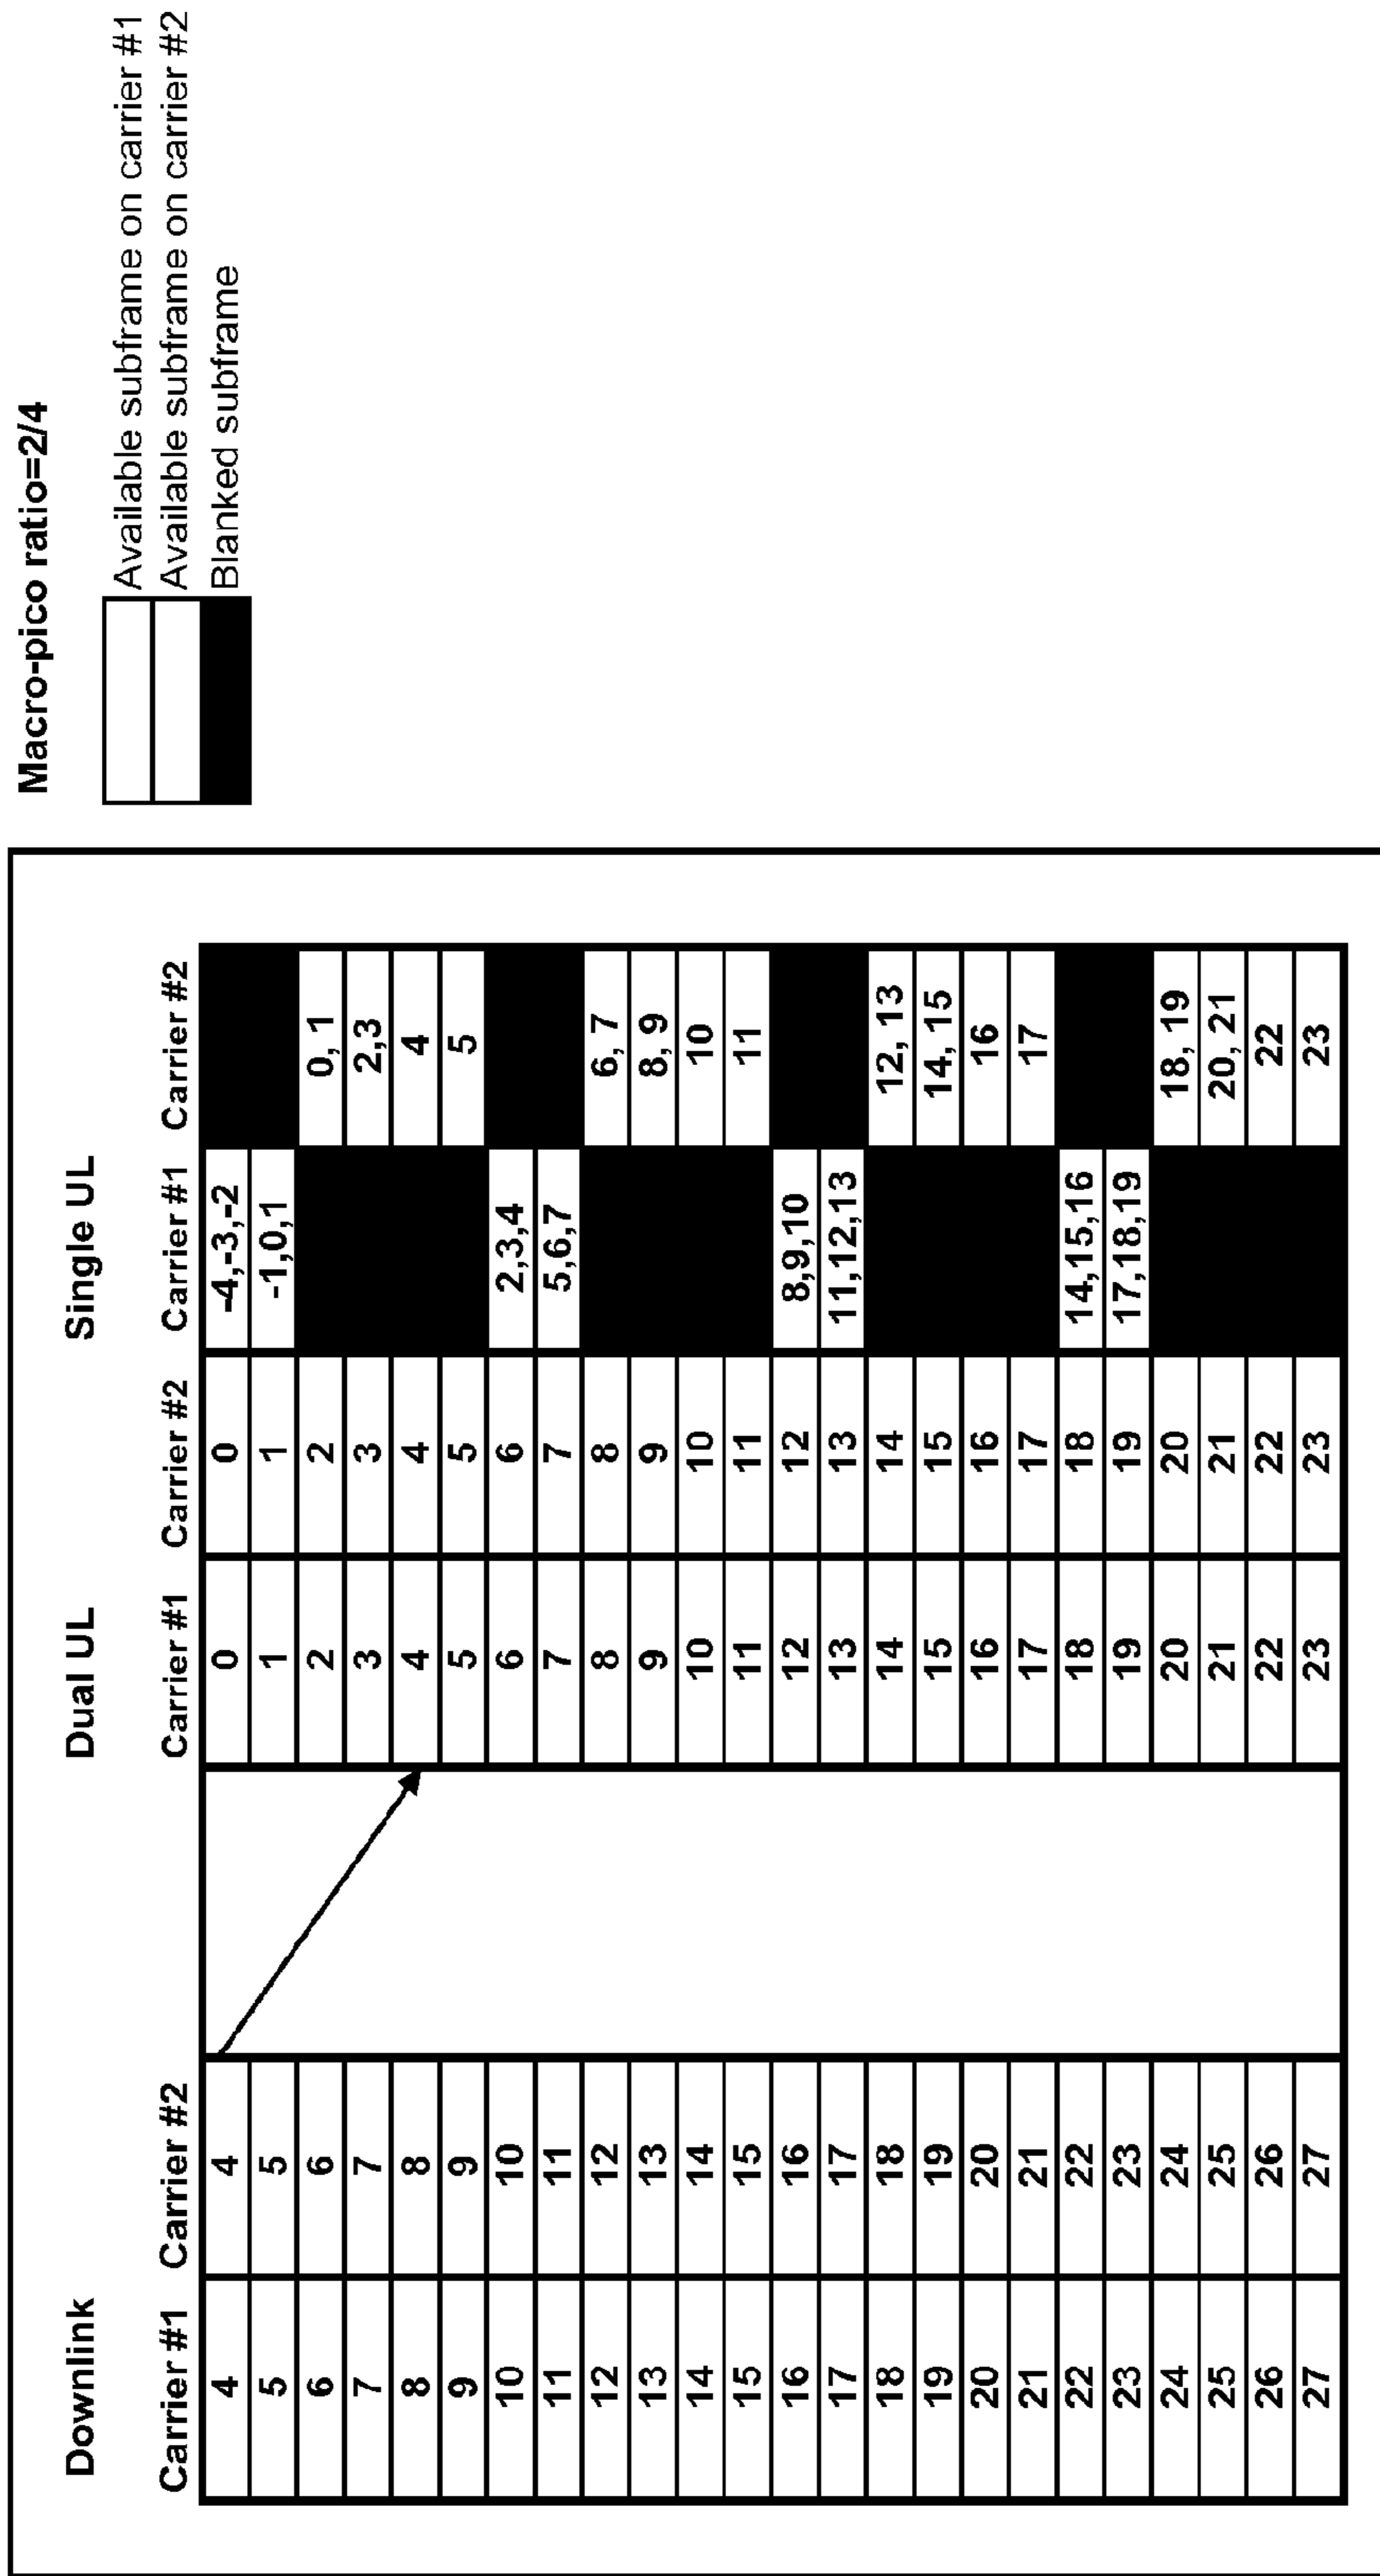 Macro-pico ratio=2/4
Available subframe on carrier #1
Available subframe on carrier #2
Blanked subframe
Downlink Dual UL Single UL
Carrier #1 Carrier #2 Carrier #1 Carrier #2 Carrier #1 Carrier #2
4 4 0 0 -4,-3,-2
5 5 1 1 -1,0,1
6 6 2 2 0, 1
7 7 3 3 2,3
8 8 4 4 4
9 9 5 5 5
10 10 6 6 2,3,4
11 11 7 7 5,6,7
12 12 8 8 6, 7
13 13 9 9 8, 9
14 14 10 10 10
15 15 11 11 11
16 16 12 12 8,9,10
17 17 13 13 11,12,13
18 18 14 14 12, 13
19 19 15 15 14, 15
20 20 16 16 16
21 21 17 17 17
22 22 18 18 14,15,16
23 23 19 19 17,18,19
24 24 20 20 18, 19
25 25 21 21 20, 21
26 26 22 22 22
27 27 23 23 23